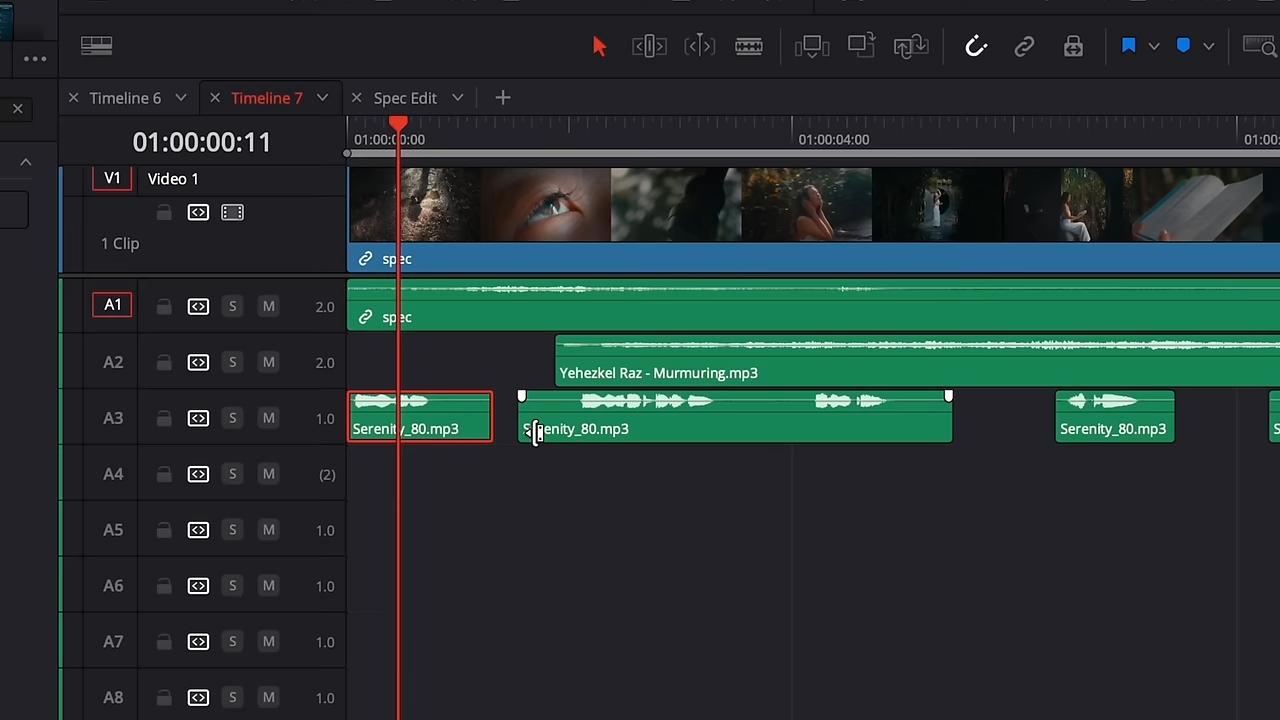 Timeline 6
Timeline 7
Spec Edit
01:00:00:11
01:00:00:00
01:00:04:00
01:00:
V1
Video 1
1 Clip
spec
A1
S
M
2.0
spec
A2
S
M
2.0
Yehezkel Raz - Murmuring.mp3
A3
S
M
1.0
Serenity_80.mp3
Serenity_80.mp3
Serenity_80.mp3
S
A4
S
M
(2)
A5
S
M
1.0
A6
S
M
1.0
A7
S
M
1.0
A8
S
M
1.0